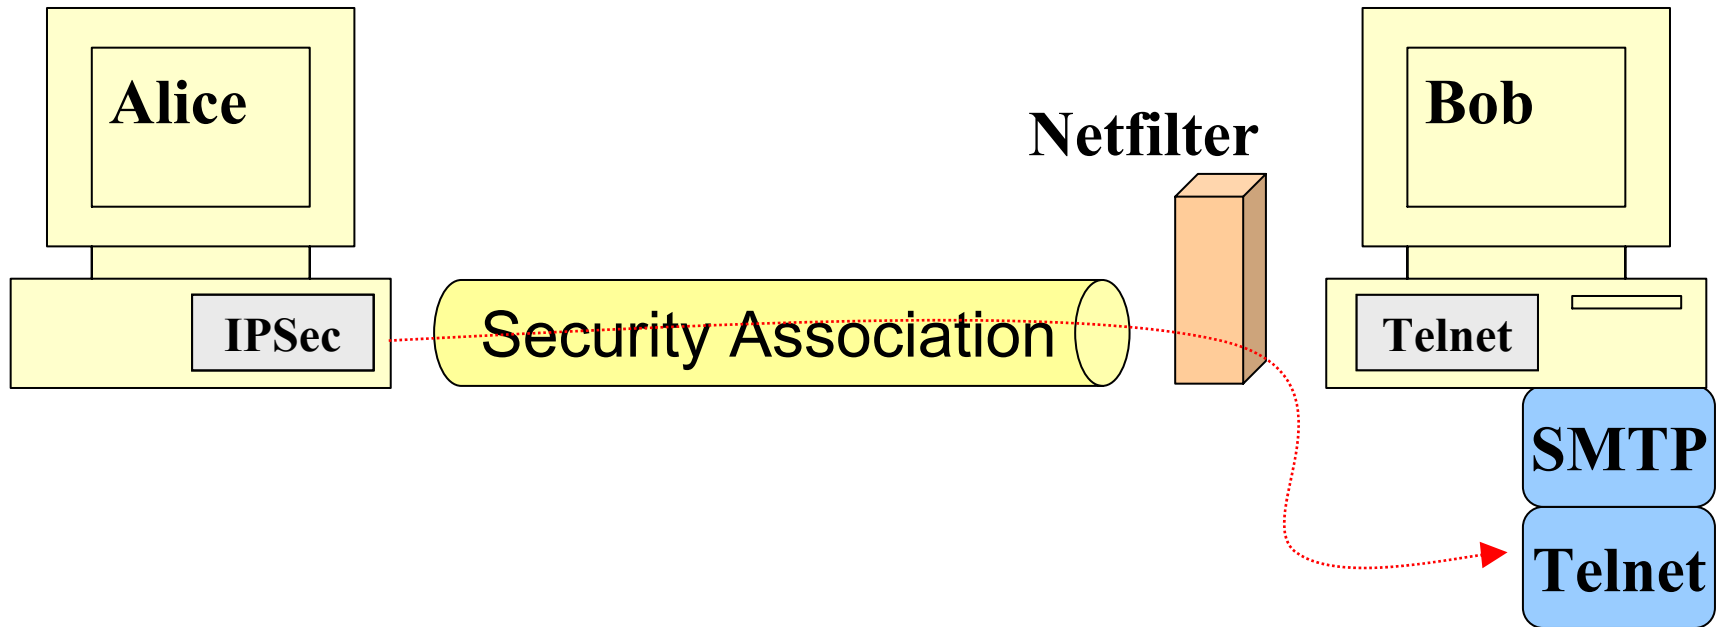 Alice
Bob
Netfilter
IPSec
Security Association
Telnet
SMTP
Telnet